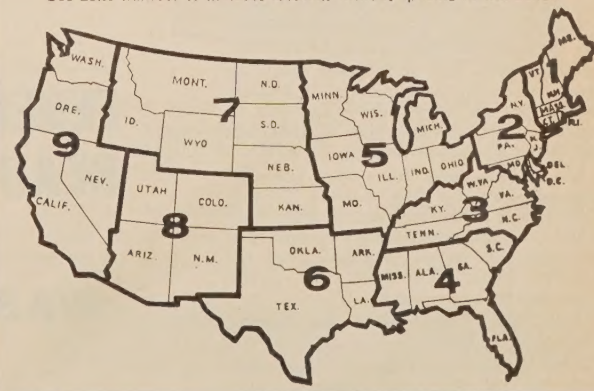 WASH.
MONT.
N.D.
MINN.
ME.
VT.
1
ORE.
ID.
7
S.D.
WIS.
MICH.
N.Y.
MASS.
CT.
R.I.
2
WYO
9
NEB.
IOWA
5
PA.
N.J.
NEV.
UTAH
COLO.
ILL.
IND.
OHIO
MD.
DEL
D.C.
CALIF.
8
KAN.
MO.
W.VA
VA.
KY.
3
ARIZ.
N.M.
OKLA.
ARK.
TENN.
N.C.
6
TEX.
LA.
MISS.
ALA.
GA.
S.C.
4
FLA.